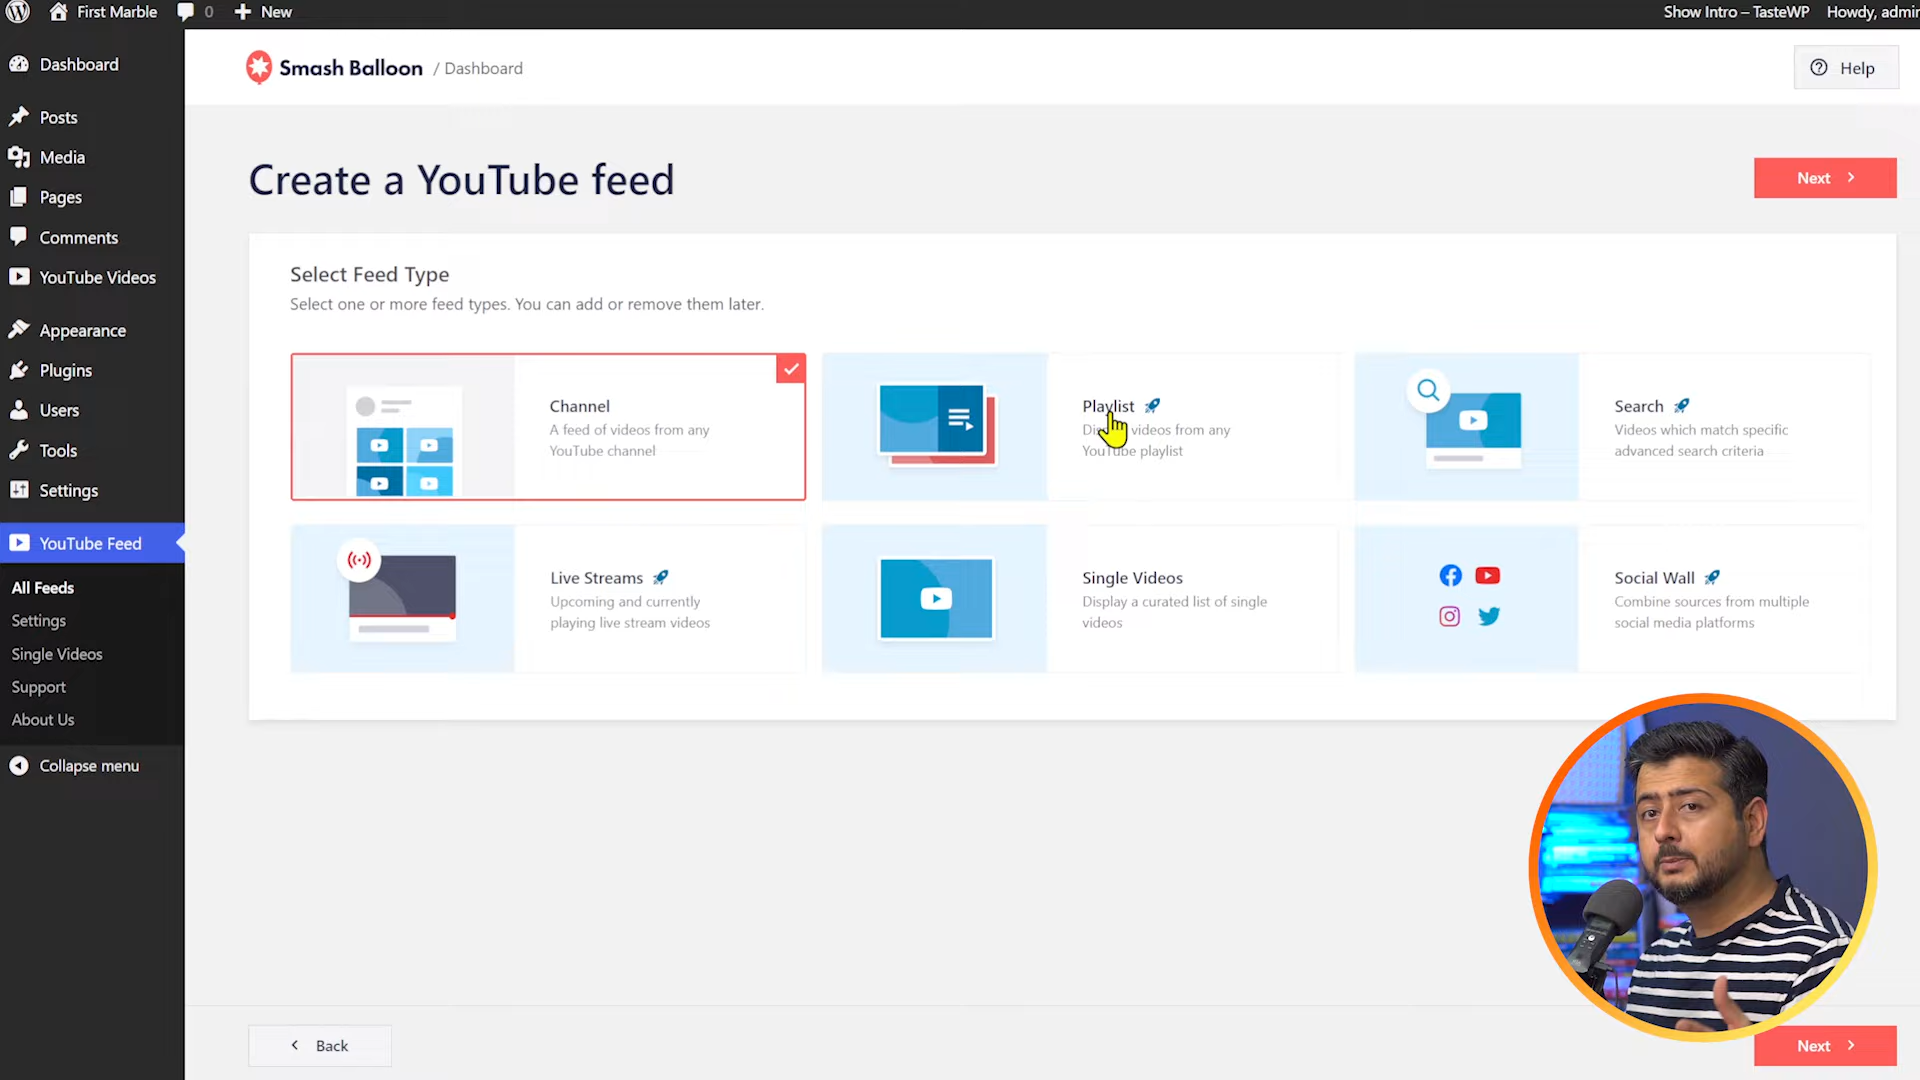 First Marble
0
New
Show Intro – TasteWP
Howdy, admin
Dashboard
Posts
Media
Pages
Comments
YouTube Videos
Appearance
Plugins
Users
Tools
Settings
YouTube Feed
All Feeds
Settings
Single Videos
Support
About Us
Collapse menu
Smash Balloon / Dashboard
Help
Create a YouTube feed
Next
Select Feed Type
Select one or more feed types. You can add or remove them later.
Channel
A feed of videos from any
YouTube channel
Playlist
Display videos from any
YouTube playlist
Search
Videos which match specific
advanced search criteria
Live Streams
Upcoming and currently
playing live stream videos
Single Videos
Display a curated list of single
videos
Social Wall
Combine sources from multiple
social media platforms
Back
Next